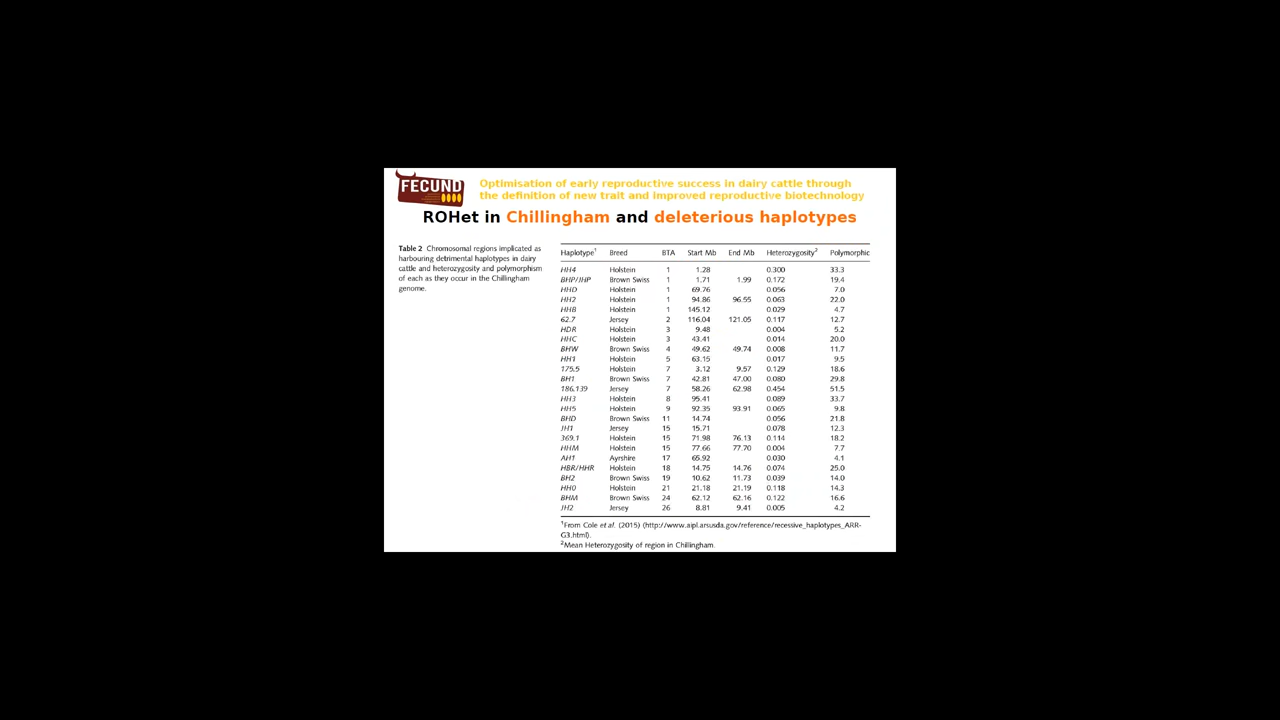 FECUND
Optimisation of early reproductive success in dairy cattle through
the definition of new trait and improved reproductive biotechnology
ROHet in Chillingham and deleterious haplotypes
Table 2 Chromosomal regions implicated as
harbouring detrimental haplotypes in dairy
cattle and heterozygosity and polymorphism
of each as they occur in the Chillingham
genome.
Haplotype¹ Breed BTA Start Mb End Mb Heterozygosity² Polymorphic
HH4 Holstein 1 1.28 0.300 33.3
BHP/JHP Brown Swiss 1 1.71 1.99 0.172 19.4
HHD Holstein 1 69.76 0.056 7.0
HH2 Holstein 1 94.86 96.55 0.063 22.0
HHB Holstein 1 145.12 0.029 4.7
62.7 Jersey 2 116.04 121.05 0.117 12.7
HDR Holstein 3 9.48 0.004 5.2
HHC Holstein 3 43.41 0.014 20.0
BHW Brown Swiss 4 49.62 49.74 0.008 11.7
HH1 Holstein 5 63.15 0.017 9.5
175.5 Holstein 7 3.12 9.57 0.129 18.6
BH1 Brown Swiss 7 42.81 47.00 0.080 29.8
186.139 Jersey 7 58.26 62.98 0.454 51.5
HH3 Holstein 8 95.41 0.089 33.7
HH5 Holstein 9 92.35 93.91 0.065 9.8
BHD Brown Swiss 11 14.74 0.056 21.8
JH1 Jersey 15 15.71 0.078 12.3
369.1 Holstein 15 71.98 76.13 0.114 18.2
HHM Holstein 15 77.66 77.70 0.004 7.7
AH1 Ayrshire 17 65.92 0.030 4.1
HBR/HHR Holstein 18 14.75 14.76 0.074 25.0
BH2 Brown Swiss 19 10.62 11.73 0.039 14.0
HH0 Holstein 21 21.18 21.19 0.118 14.3
BHM Brown Swiss 24 62.12 62.16 0.122 16.6
JH2 Jersey 26 8.81 9.41 0.005 4.2
¹From Cole et al. (2015) (http://www.aipl.arsusda.gov/reference/recessive_haplotypes_ARR-
G3.html).
²Mean Heterozygosity of region in Chillingham.